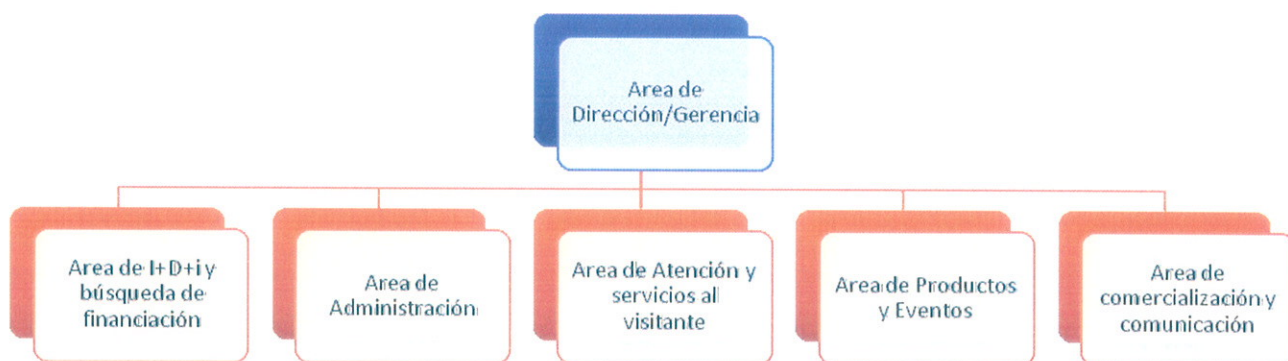 Area de
Dirección/Gerencia
Area de I+D+i y
búsqueda de
financiación
Area de
Administración
Area de Atención y
servicios al
visitante
Area de Productos
y Eventos
Area de
comercialización y
comunicación